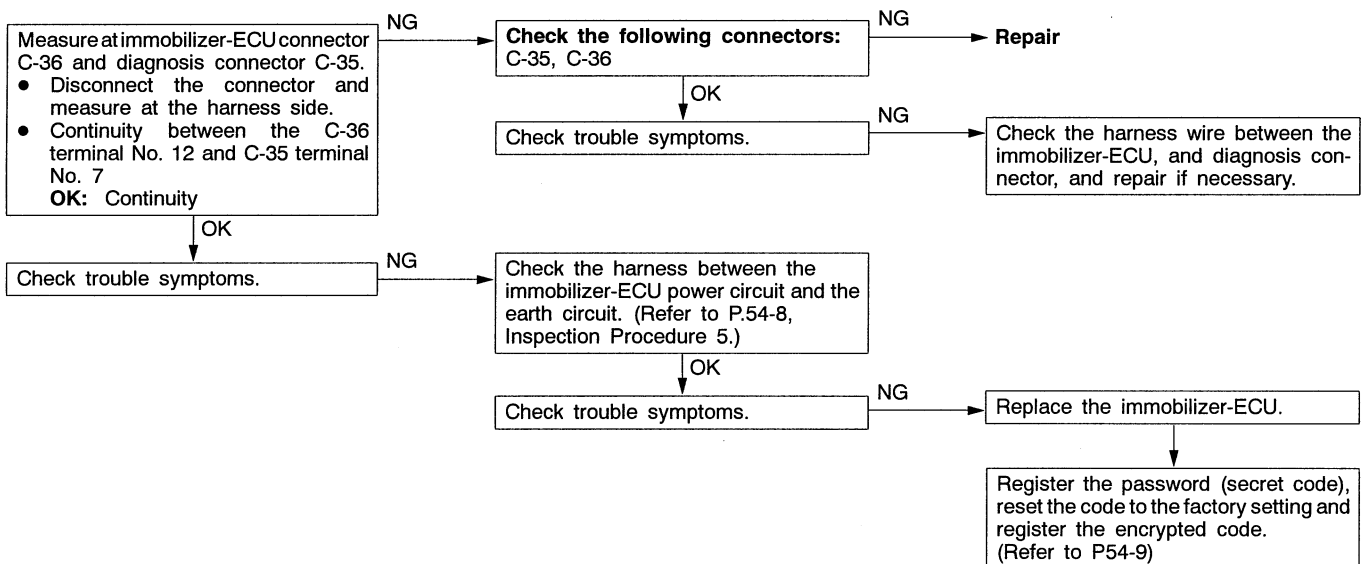 Measure at immobilizer-ECU connector
C-36 and diagnosis connector C-35.
● Disconnect the connector and
measure at the harness side.
● Continuity between the C-36
terminal No. 12 and C-35 terminal
No. 7
OK: Continuity
NG
Check the following connectors:
C-35, C-36
NG
Repair
OK
Check trouble symptoms.
NG
Check the harness wire between the
immobilizer-ECU, and diagnosis con-
nector, and repair if necessary.
OK
Check trouble symptoms.
NG
Check the harness between the
immobilizer-ECU power circuit and the
earth circuit. (Refer to P.54-8,
Inspection Procedure 5.)
OK
Check trouble symptoms.
NG
Replace the immobilizer-ECU.
Register the password (secret code),
reset the code to the factory setting and
register the encrypted code.
(Refer to P54-9)